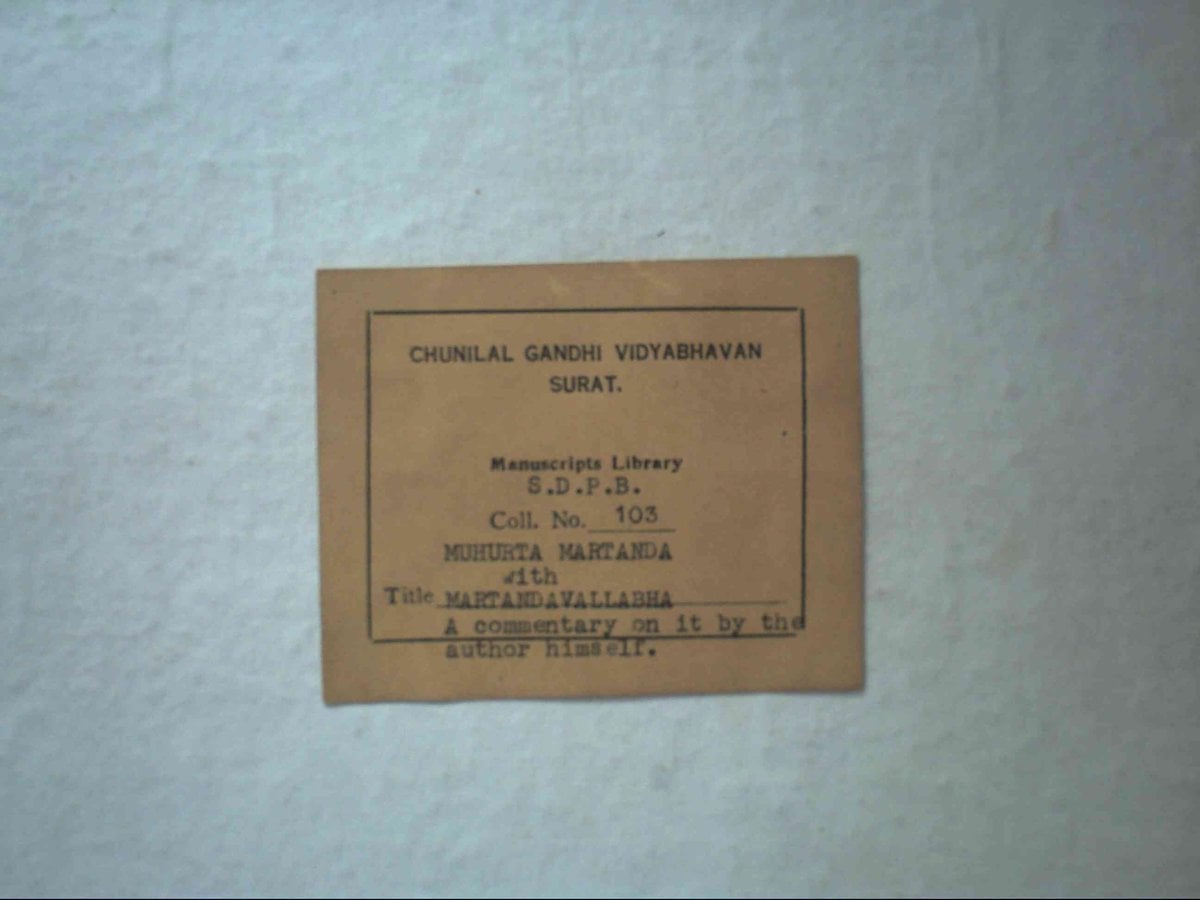 CHUNILAL GANDHI VIDYABHAVAN
SURAT.
Manuscripts Library
S.D.P.B.
Coll. No. 103
MUHURTA MARTANDA
with
Title MARTANDAVALLABHA
A commentary on it by the
author himself.